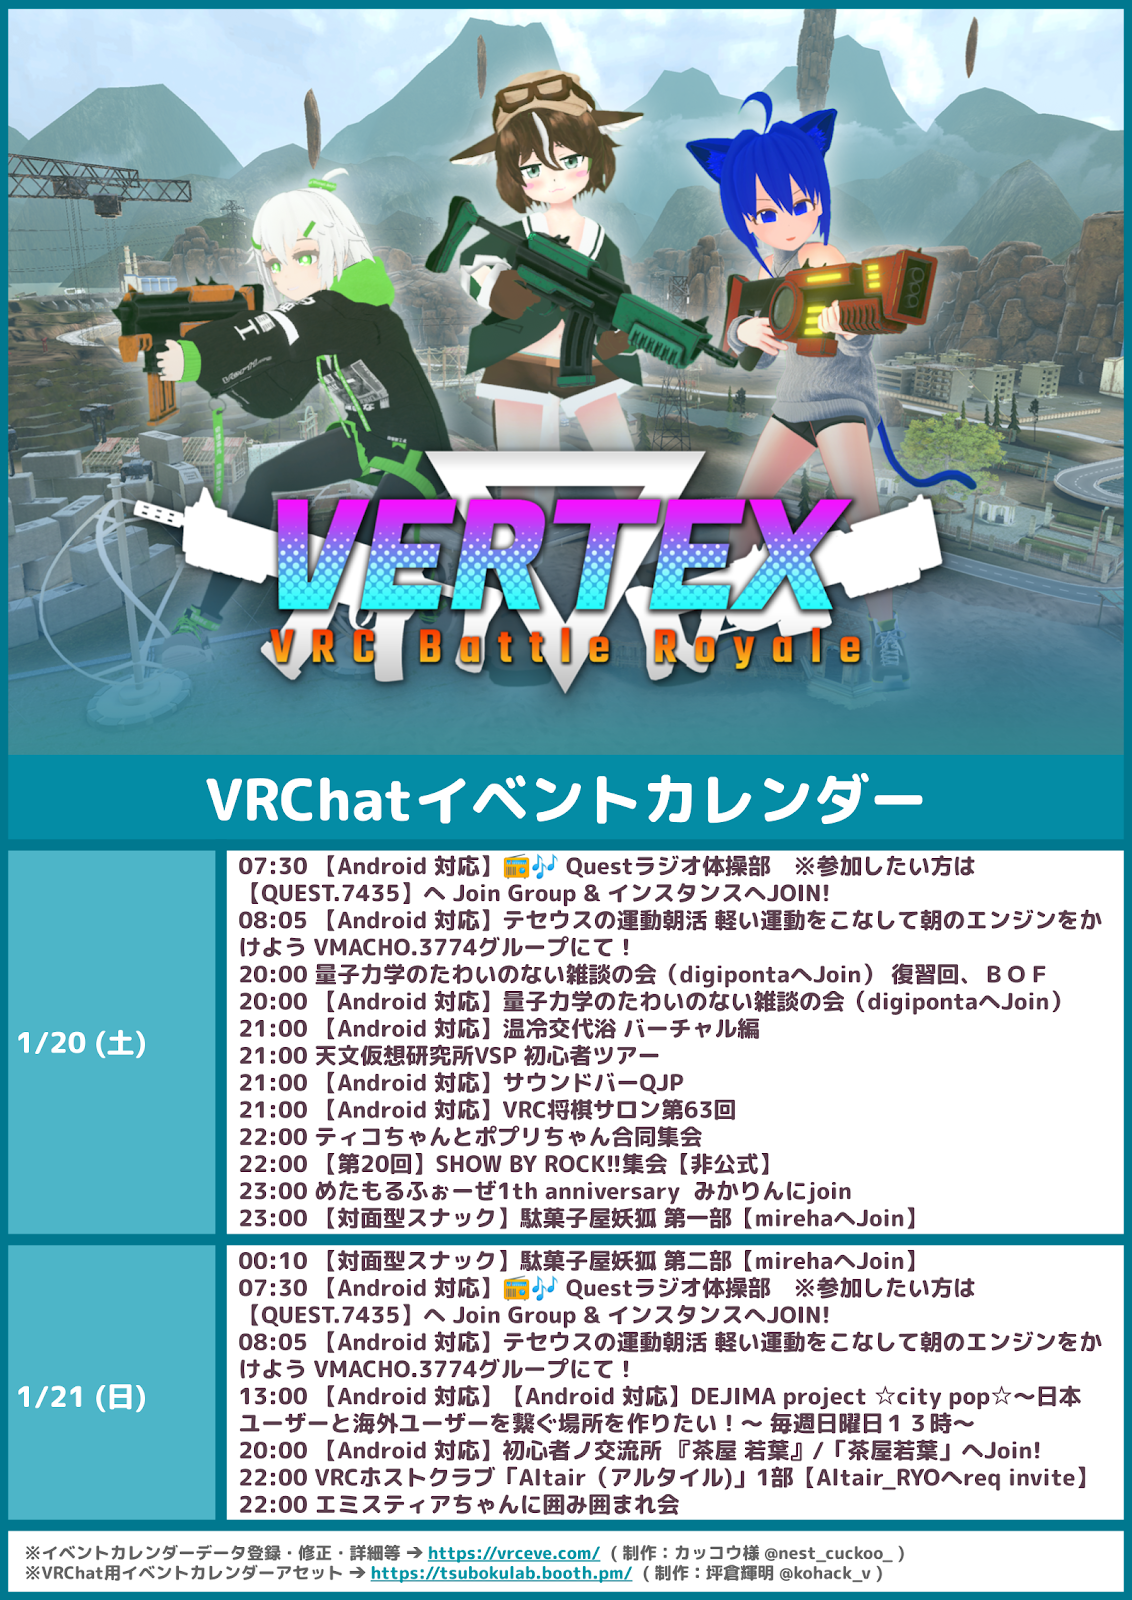 VERTEX
VRC Battle Royale
VRChatイベントカレンダー
1/20 (土)
07:30 【Android 対応】📻🎶 Questラジオ体操部　※参加したい方は
【QUEST.7435】へ Join Group & インスタンスへJOIN!
08:05 【Android 対応】テセウスの運動朝活 軽い運動をこなして朝のエンジンをか
けよう VMACHO.3774グループにて！
20:00 量子力学のたわいのない雑談の会（digipontaへJoin） 復習回、ＢＯＦ
20:00 【Android 対応】量子力学のたわいのない雑談の会（digipontaへJoin）
21:00 【Android 対応】温冷交代浴 バーチャル編
21:00 天文仮想研究所VSP 初心者ツアー
21:00 【Android 対応】サウンドバーQJP
21:00 【Android 対応】VRC将棋サロン第63回
22:00 ティコちゃんとポプリちゃん合同集会
22:00 【第20回】SHOW BY ROCK!!集会【非公式】
23:00 めたもるふぉーぜ1th anniversary  みかりんにjoin
23:00 【対面型スナック】駄菓子屋妖狐 第一部【mirehaへJoin】
1/21 (日)
00:10 【対面型スナック】駄菓子屋妖狐 第二部【mirehaへJoin】
07:30 【Android 対応】📻🎶 Questラジオ体操部　※参加したい方は
【QUEST.7435】へ Join Group & インスタンスへJOIN!
08:05 【Android 対応】テセウスの運動朝活 軽い運動をこなして朝のエンジンをか
けよう VMACHO.3774グループにて！
13:00 【Android 対応】【Android 対応】DEJIMA project ☆city pop☆～日本
ユーザーと海外ユーザーを繋ぐ場所を作りたい！～ 毎週日曜日１３時～
20:00 【Android 対応】初心者ノ交流所 『茶屋 若葉』/「茶屋若葉」へJoin!
22:00 VRCホストクラブ「Altair（アルタイル)」1部【Altair_RYOへreq invite】
22:00 エミスティアちゃんに囲み囲まれ会
※イベントカレンダーデータ登録・修正・詳細等 ➔ https://vrceve.com/ （制作：カッコウ様 @nest_cuckoo_ ）
※VRChat用イベントカレンダーアセット ➔ https://tsubokulab.booth.pm/ （制作：坪倉輝明 @kohack_v ）